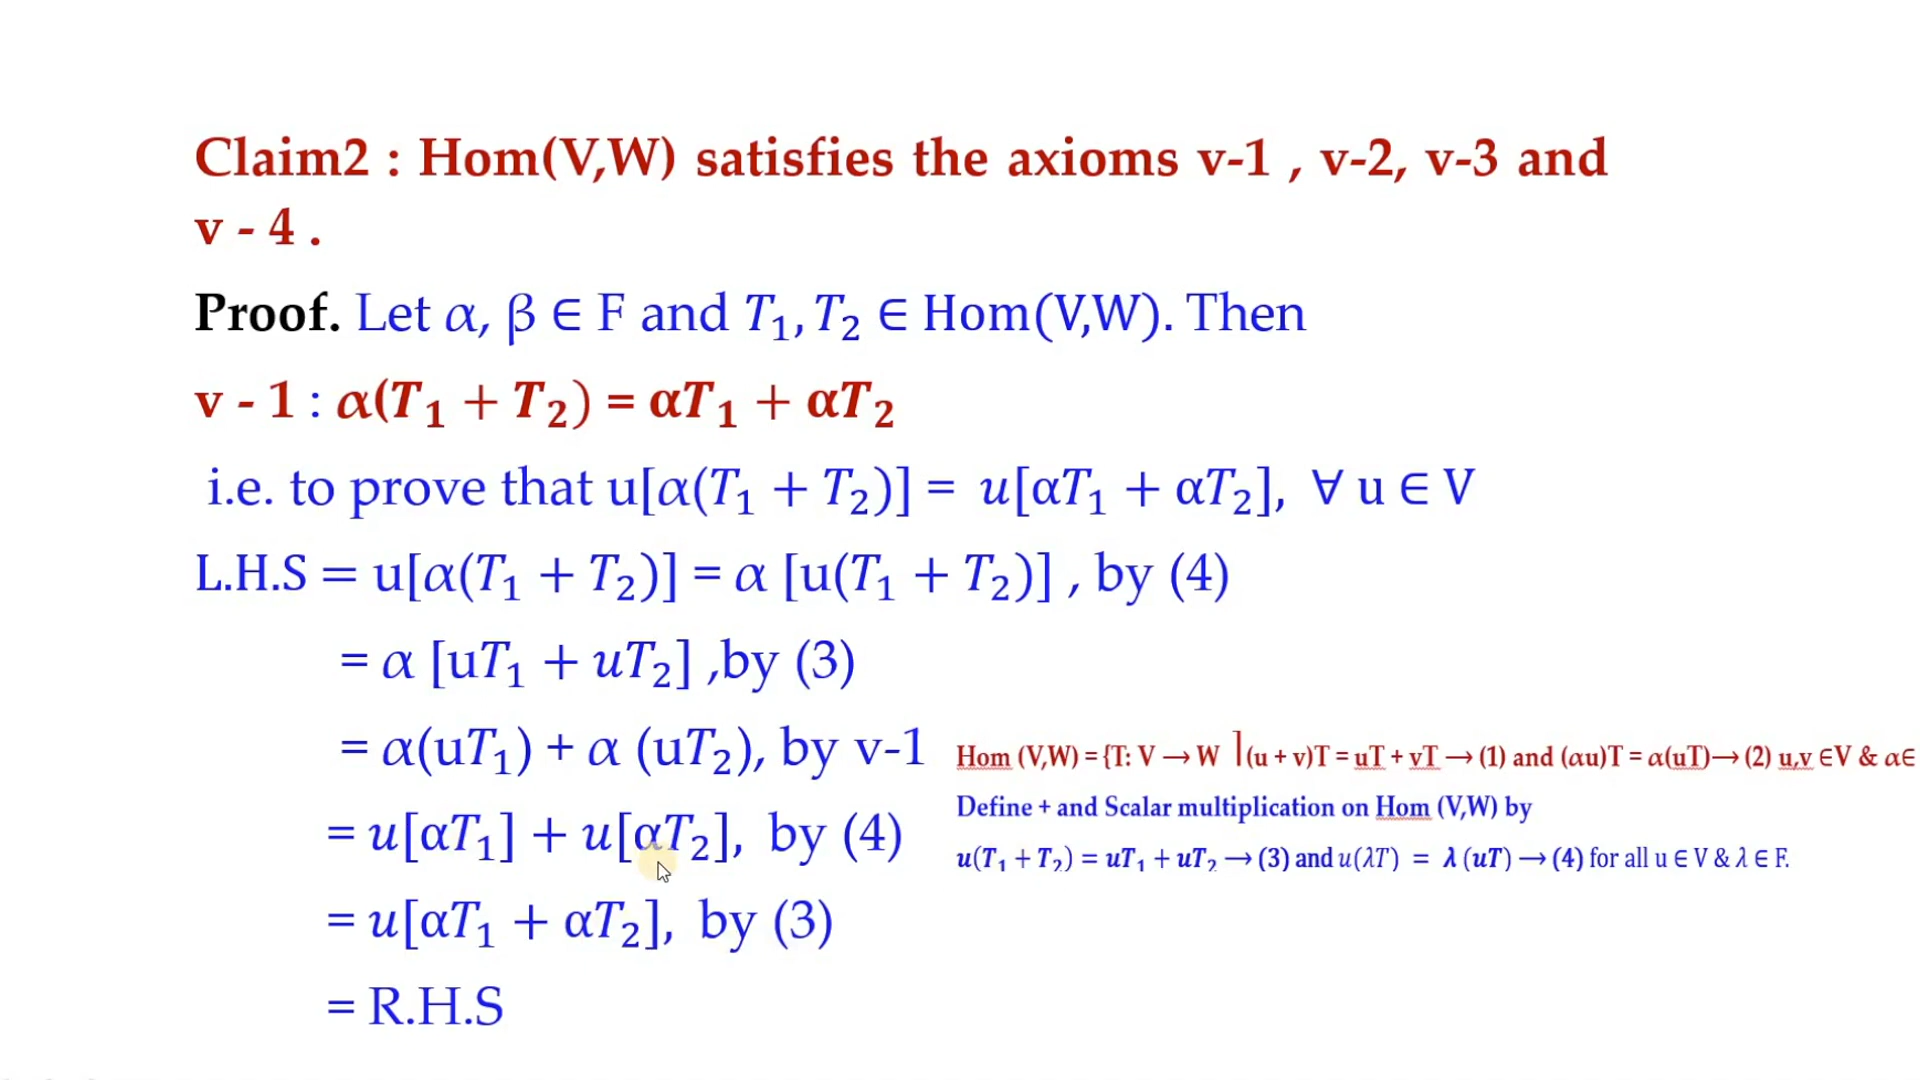 Claim2 : Hom(V,W) satisfies the axioms v-1 , v-2, v-3 and
v - 4 .
Proof. Let α, β ∈ F and T₁, T₂ ∈ Hom(V,W). Then
v - 1 : α(T₁ + T₂) = αT₁ + αT₂
i.e. to prove that u[α(T₁ + T₂)] = u[αT₁ + αT₂], ∀ u ∈ V
L.H.S = u[α(T₁ + T₂)] = α [u(T₁ + T₂)] , by (4)
= α [uT₁ + uT₂] ,by (3)
= α(uT₁) + α (uT₂), by v-1
= u[αT₁] + u[αT₂], by (4)
= u[αT₁ + αT₂], by (3)
= R.H.S
Hom (V,W) = {T: V → W |(u + v)T = uT + vT → (1) and (αu)T = α(uT)→ (2) u,v ∈V & α∈
Define + and Scalar multiplication on Hom (V,W) by
u(T₁ + T₂) = uT₁ + uT₂ → (3) and u(λT) = λ (uT) → (4) for all u ∈ V & λ ∈ F.